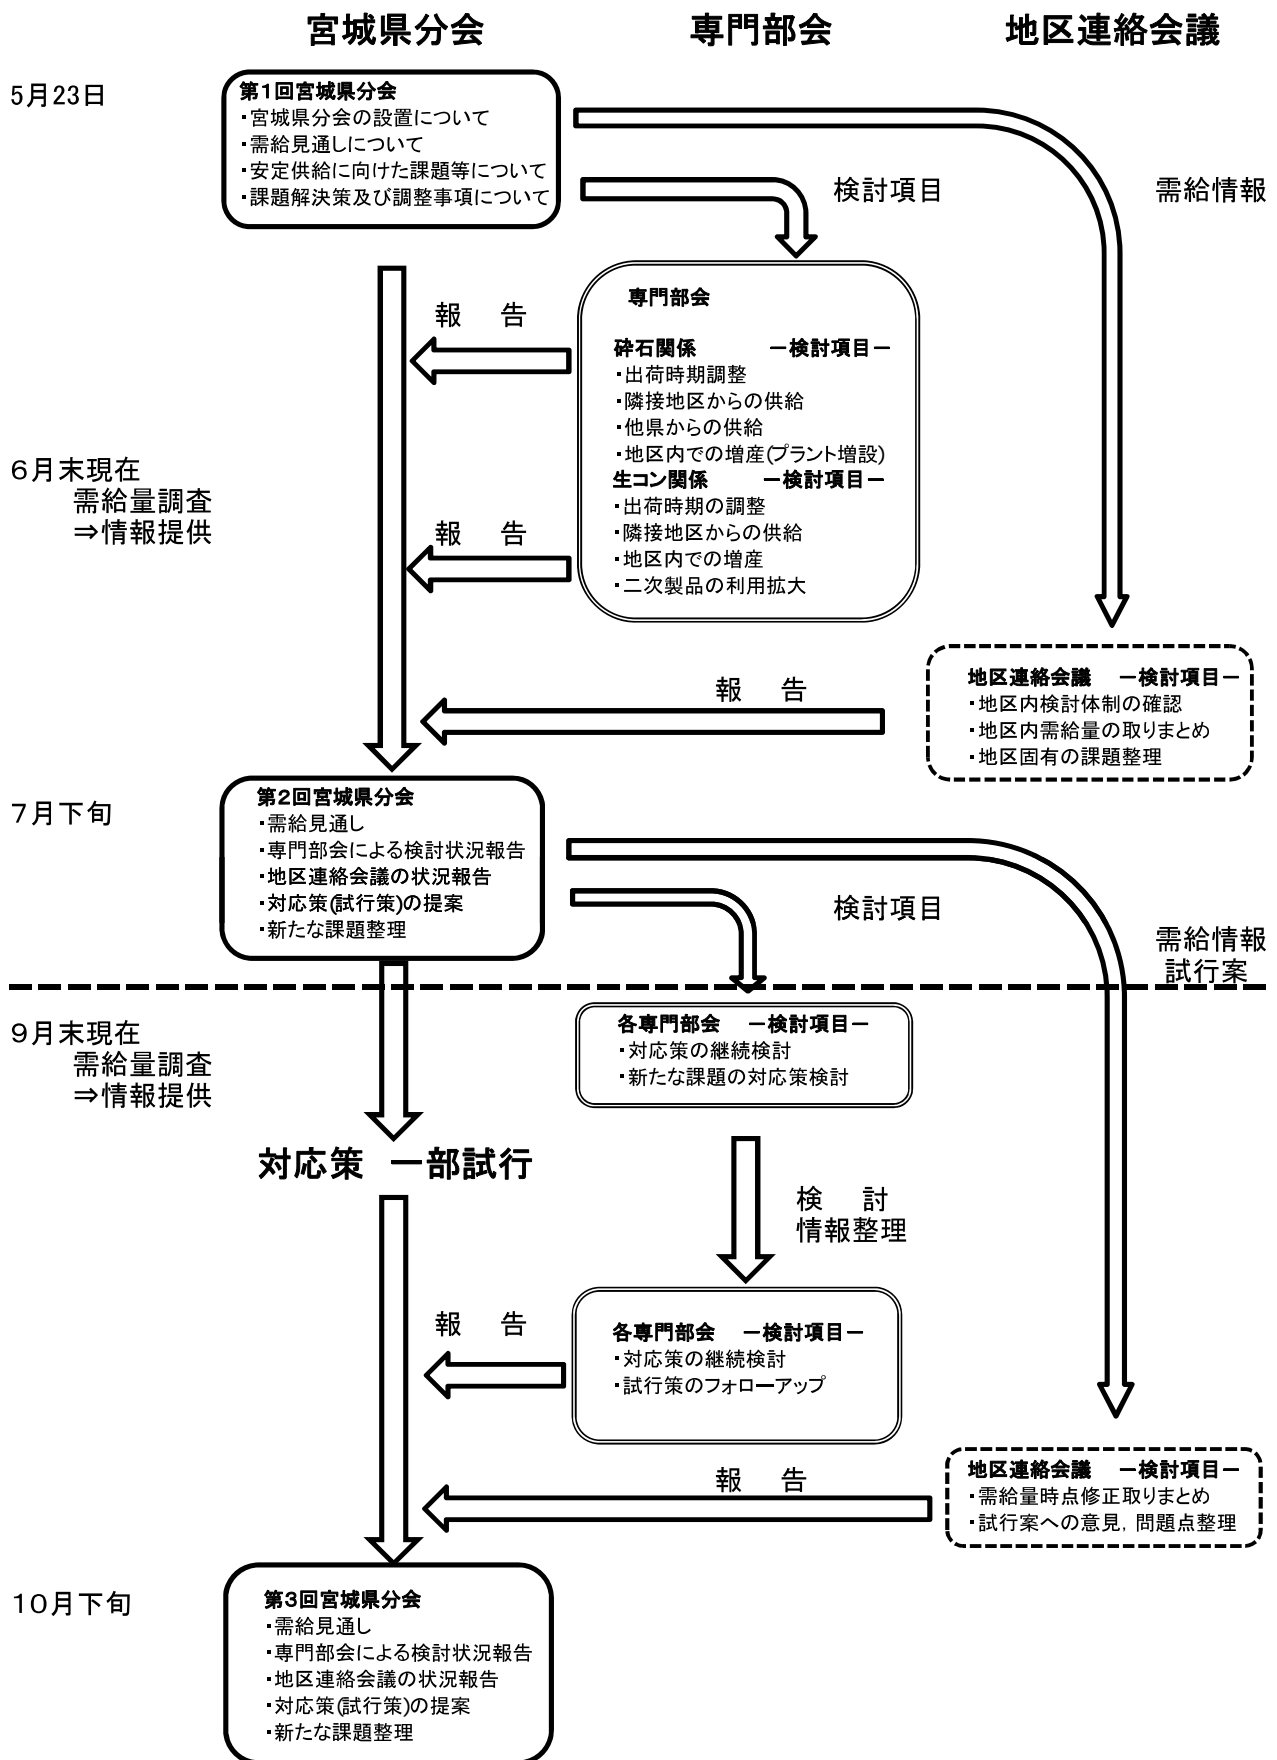 宮城県分会
専門部会
地区連絡会議
5月23日
第1回宮城県分会
・宮城県分会の設置について
・需給見通しについて
・安定供給に向けた課題等について
・課題解決策及び調整事項について
検討項目
需給情報
専門部会
砕石関係　　　－検討項目－
・出荷時期調整
・隣接地区からの供給
・他県からの供給
・地区内での増産(プラント増設)
生コン関係　　－検討項目－
・出荷時期の調整
・隣接地区からの供給
・地区内での増産
・二次製品の利用拡大
報　告
報　告
6月末現在
需給量調査
⇒情報提供
地区連絡会議　－検討項目－
・地区内検討体制の確認
・地区内需給量の取りまとめ
・地区固有の課題整理
報　告
7月下旬
第2回宮城県分会
・需給見通し
・専門部会による検討状況報告
・地区連絡会議の状況報告
・対応策(試行策)の提案
・新たな課題整理
検討項目
需給情報
試行案
9月末現在
需給量調査
⇒情報提供
各専門部会　－検討項目－
・対応策の継続検討
・新たな課題の対応策検討
対応策　一部試行
検　討
情報整理
報　告
各専門部会　－検討項目－
・対応策の継続検討
・試行策のフォローアップ
報　告
地区連絡会議　－検討項目－
・需給量時点修正取りまとめ
・試行案への意見，問題点整理
10月下旬
第3回宮城県分会
・需給見通し
・専門部会による検討状況報告
・地区連絡会議の状況報告
・対応策(試行策)の提案
・新たな課題整理